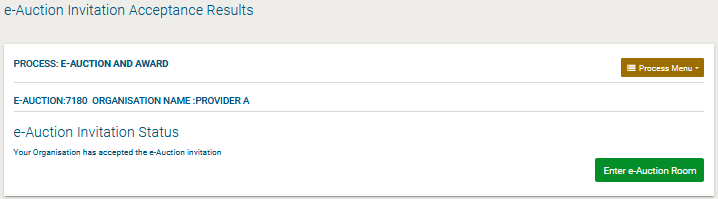 e-Auction Invitation Acceptance Results
PROCESS: E-AUCTION AND AWARD
Process Menu
E-AUCTION:7180 ORGANISATION NAME :PROVIDER A
e-Auction Invitation Status
Your Organisation has accepted the e-Auction invitation
Enter e-Auction Room